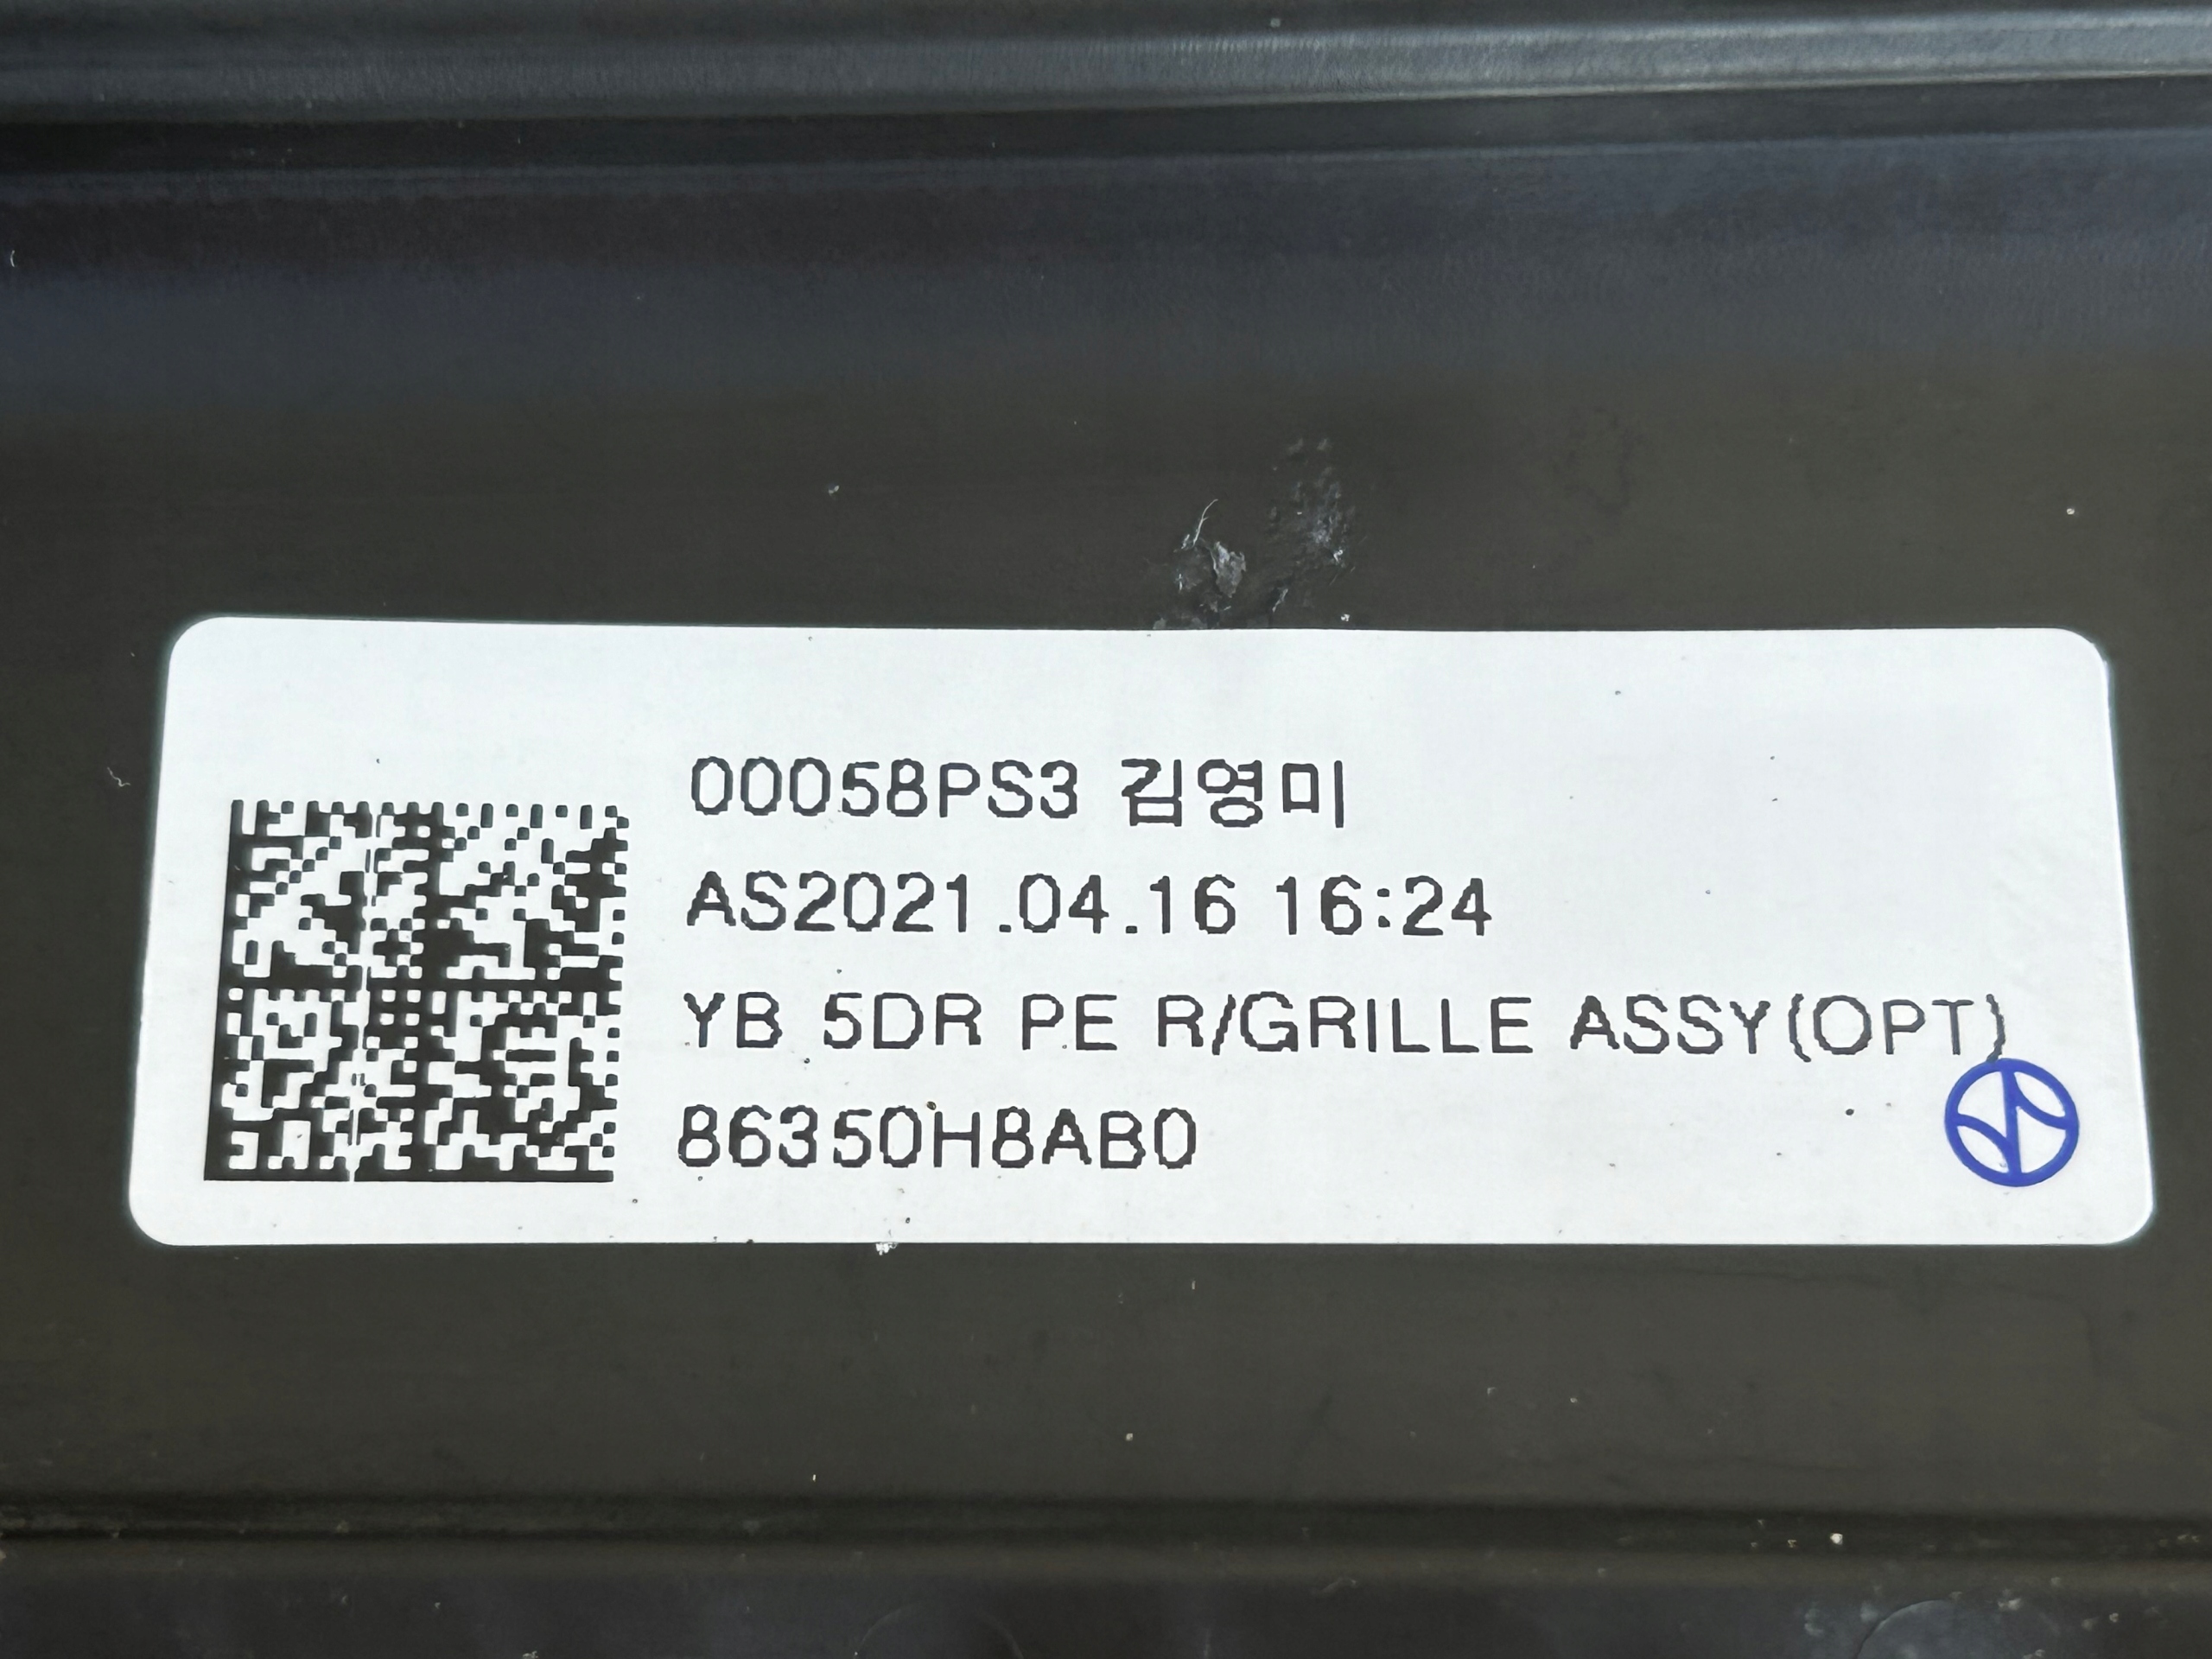 00058PS3 김영미
AS2021.04.16 16:24
YB 5DR PE R/GRILLE ASSY(OPT)
86350H8AB0